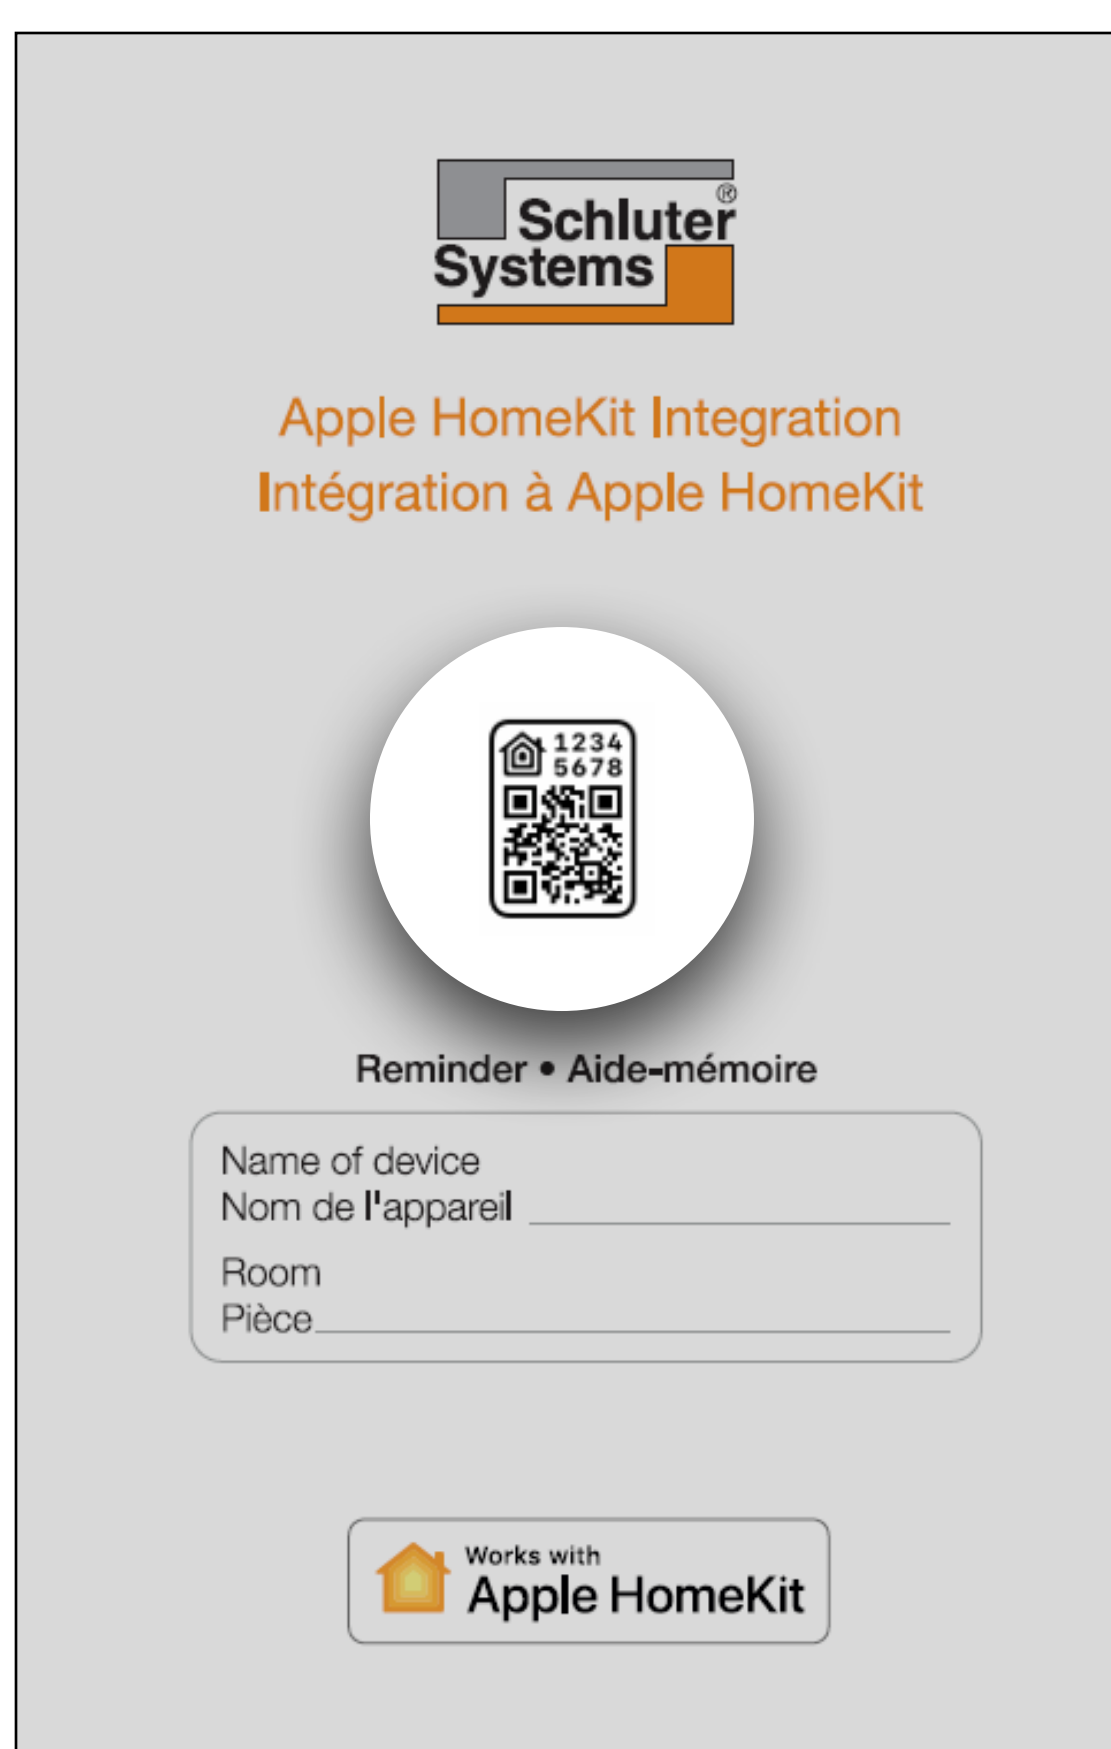 Schluter®
Systems
Apple HomeKit Integration
Intégration à Apple HomeKit
1234
5678
Reminder • Aide-mémoire
Name of device
Nom de l'appareil
Room
Pièce
Works with
Apple HomeKit